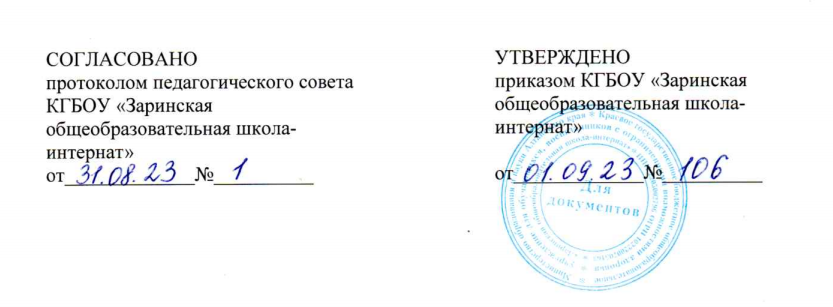 СОГЛАСОВАНО
протоколом педагогического совета
КГБОУ «Заринская
общеобразовательная школа-
интернат»
от 31.08.23 № 1
УТВЕРЖДЕНО
приказом КГБОУ «Заринская
общеобразовательная школа-
интернат»
от 01.09.23 № 106
Для
документов